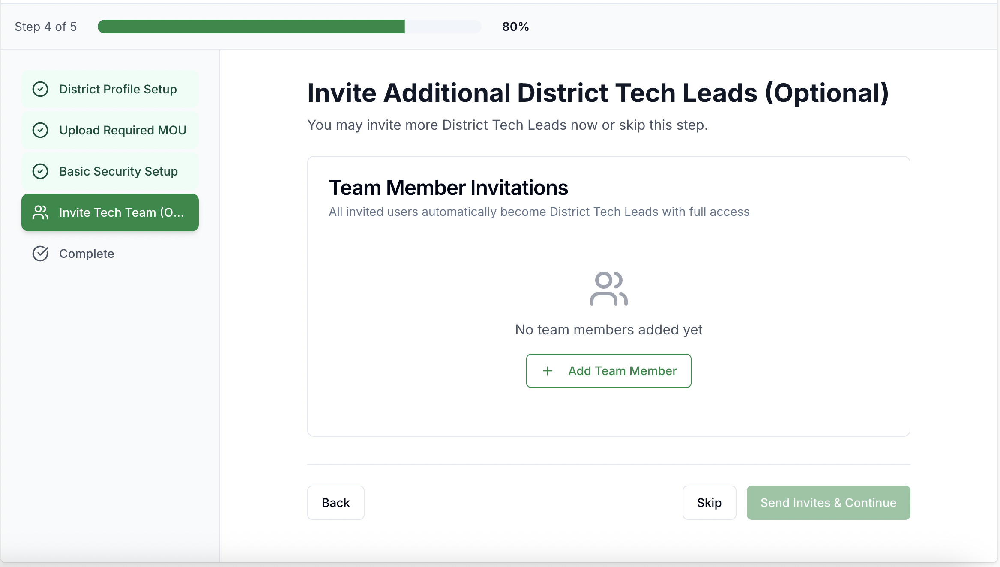 Step 4 of 5
80%
District Profile Setup
Upload Required MOU
Basic Security Setup
Invite Tech Team (O...
Complete
Invite Additional District Tech Leads (Optional)
You may invite more District Tech Leads now or skip this step.
Team Member Invitations
All invited users automatically become District Tech Leads with full access
No team members added yet
+ Add Team Member
Back
Skip
Send Invites & Continue